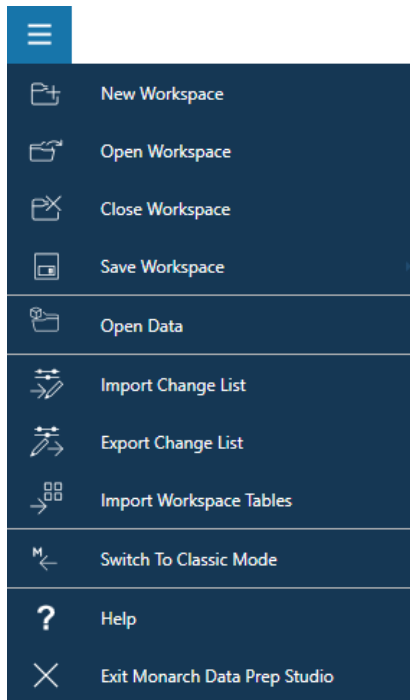 New Workspace
Open Workspace
Close Workspace
Save Workspace
Open Data
Import Change List
Export Change List
Import Workspace Tables
M
Switch To Classic Mode
? Help
Exit Monarch Data Prep Studio